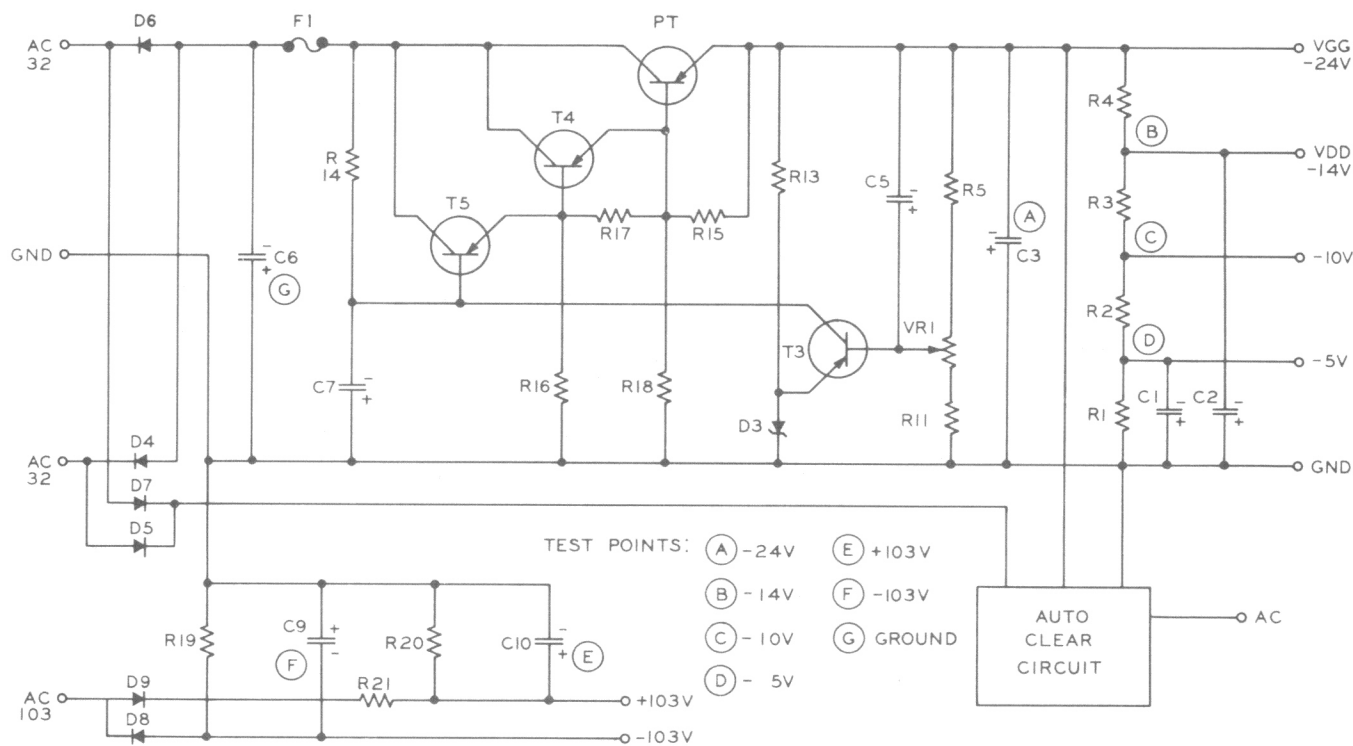 D6
F1
PT
AC
32
VGG
-24V
R4
T4
B
VDD
-14V
R
14
R13
C5
-
+
R5
R3
A
T5
R17
R15
-
+
C3
C
-10V
GND
-
+
C6
G
R2
VR1
T3
D
-5V
C7
-
+
R16
R18
D3
R11
R1
C1
-
+
C2
-
+
D4
AC
32
GND
D7
D5
TEST POINTS:
A -24V
E +103V
B -14V
F -103V
C -10V
G GROUND
D - 5V
R19
C9
+
-
F
R20
C10
-
+
E
AUTO
CLEAR
CIRCUIT
AC
D9
R21
AC
103
+103V
D8
-103V